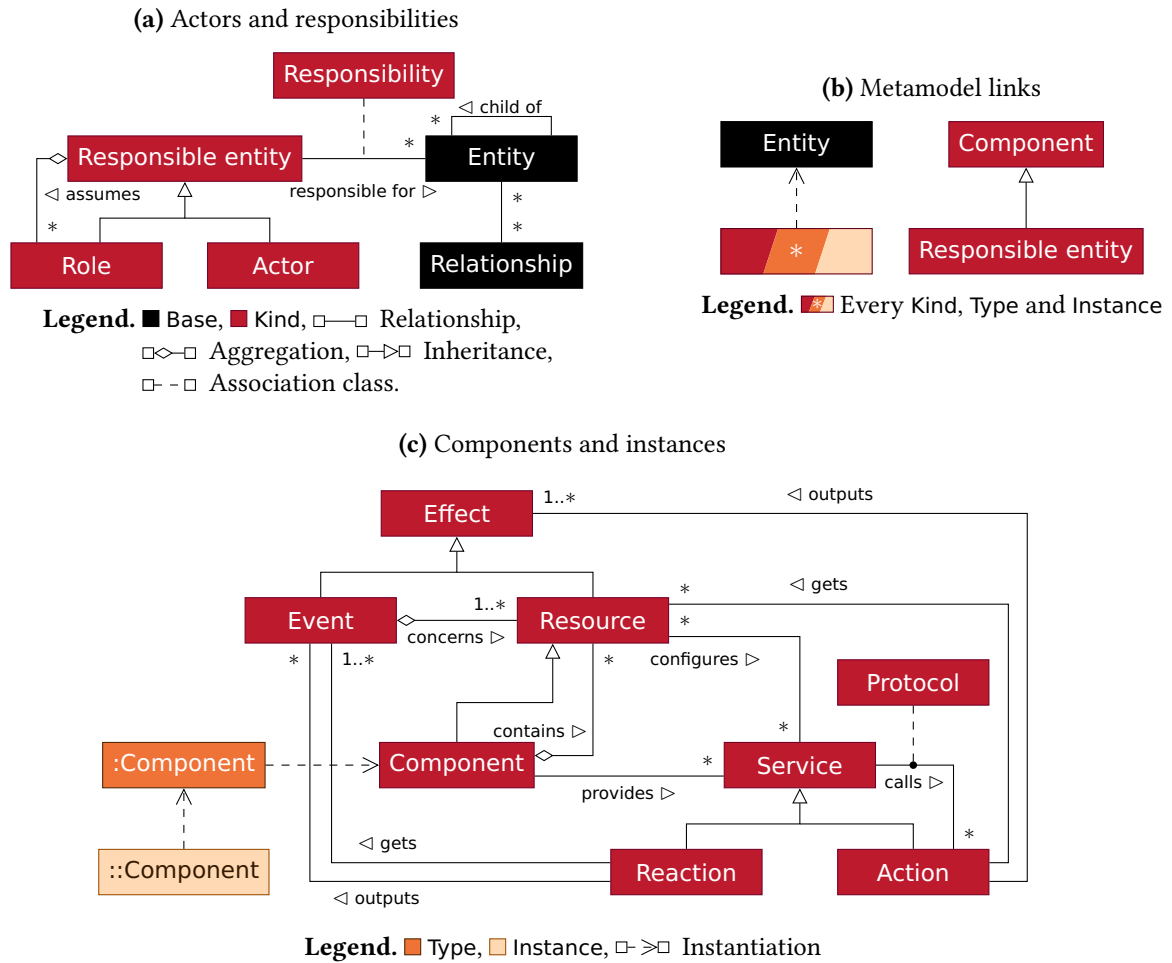 (a) Actors and responsibilities
Responsibility
◁ child of
*
*
Responsible entity
Entity
◁ assumes
responsible for ▷
*
*
*
Role
Actor
Relationship
Legend. Base, Kind, Relationship,
Aggregation, Inheritance,
Association class.
(b) Metamodel links
Entity
Component
*
Responsible entity
Legend. * Every Kind, Type and Instance
(c) Components and instances
Effect
1..*
◁ outputs
Event
1..*
concerns ▷
Resource
*
◁ gets
*
*
1..*
*
configures ▷
Protocol
contains ▷
*
:Component
Component
*
Service
provides ▷
calls ▷
◁ gets
*
::Component
Reaction
Action
◁ outputs
Legend. Type, Instance, Instantiation